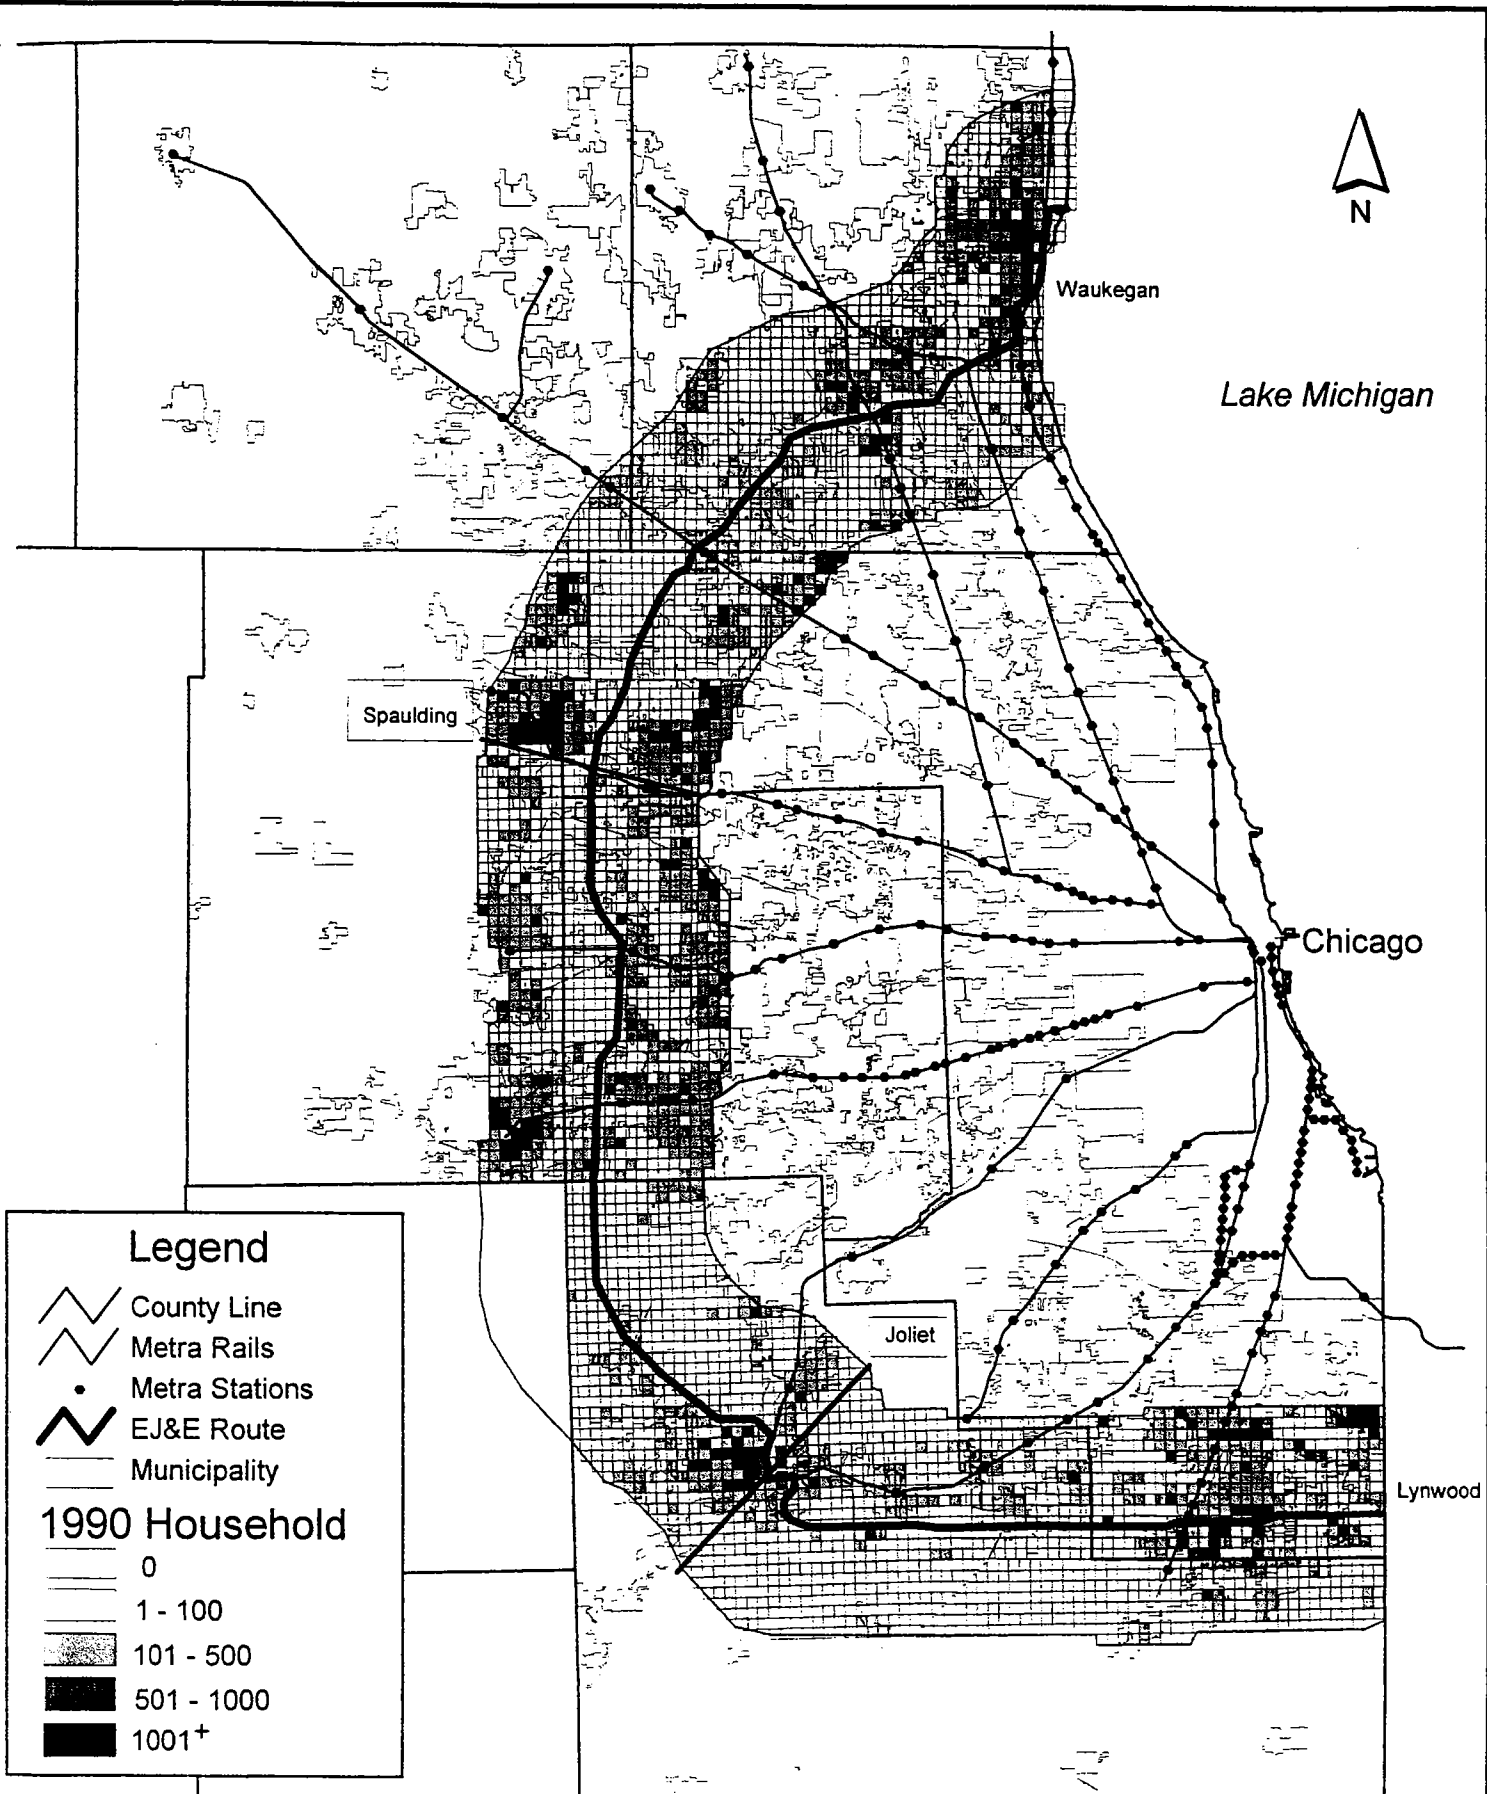 N
Waukegan
Lake Michigan
Spaulding
Chicago
Joliet
Lynwood
Legend
County Line
Metra Rails
Metra Stations
EJ&E Route
Municipality
1990 Household
0
1 - 100
101 - 500
501 - 1000
1001+